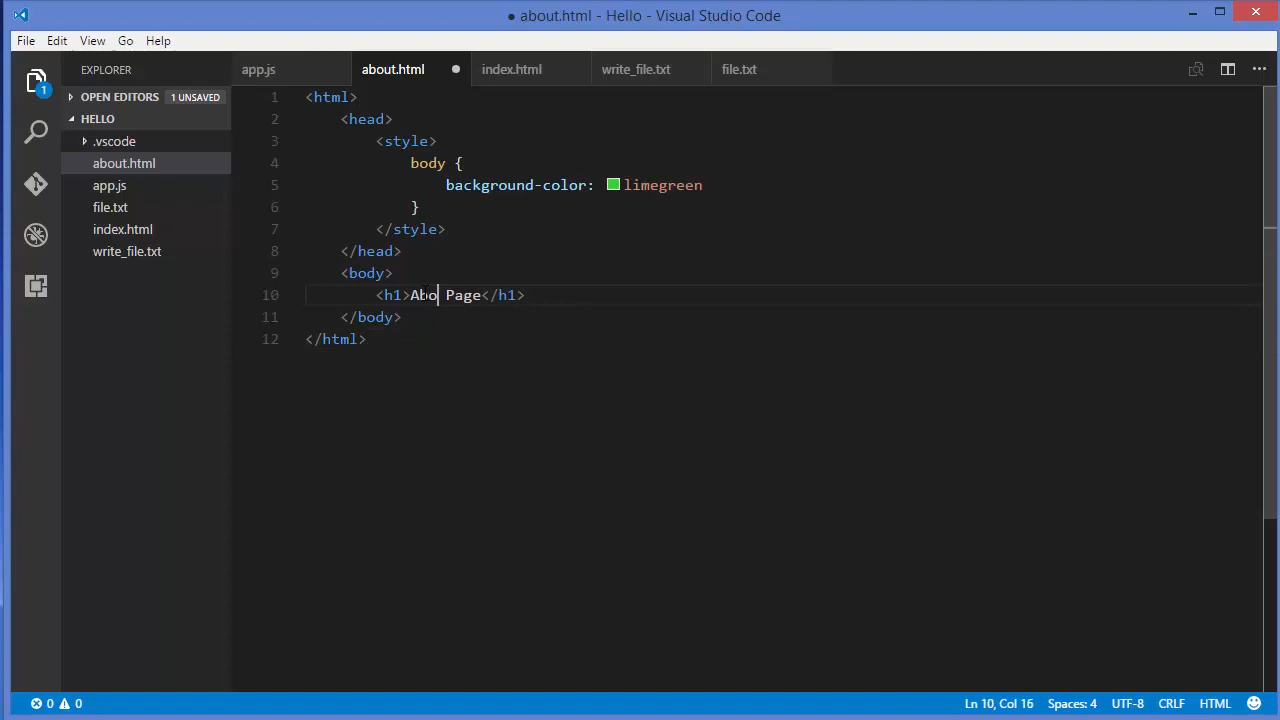 ● about.html - Hello - Visual Studio Code
File Edit View Go Help
EXPLORER
OPEN EDITORS 1 UNSAVED
HELLO
.vscode
about.html
app.js
file.txt
index.html
write_file.txt
1
app.js about.html ● index.html write_file.txt file.txt
1 <html>
2 <head>
3 <style>
4 body {
5 background-color: limegreen
6 }
7 </style>
8 </head>
9 <body>
10 <h1>Abo Page</h1>
11 </body>
12 </html>
0 0 Ln 10, Col 16 Spaces: 4 UTF-8 CRLF HTML